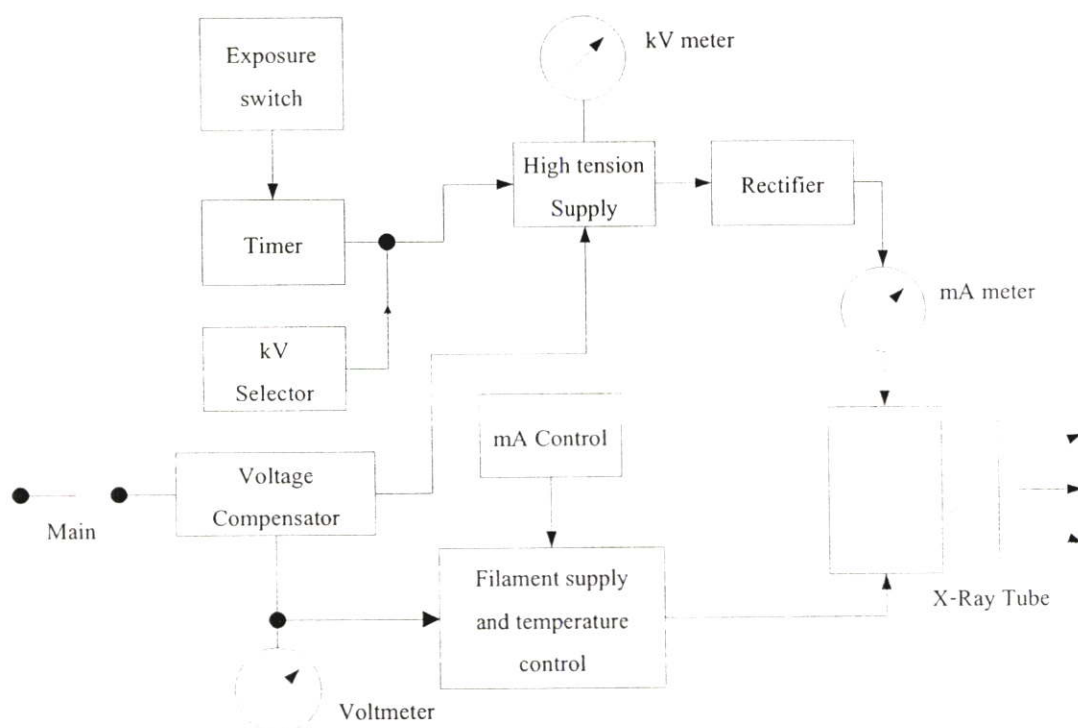 Exposure
switch
kV meter
High tension
Supply
Rectifier
Timer
mA meter
kV
Selector
mA Control
Voltage
Compensator
Main
Filament supply
and temperature
control
X-Ray Tube
Voltmeter